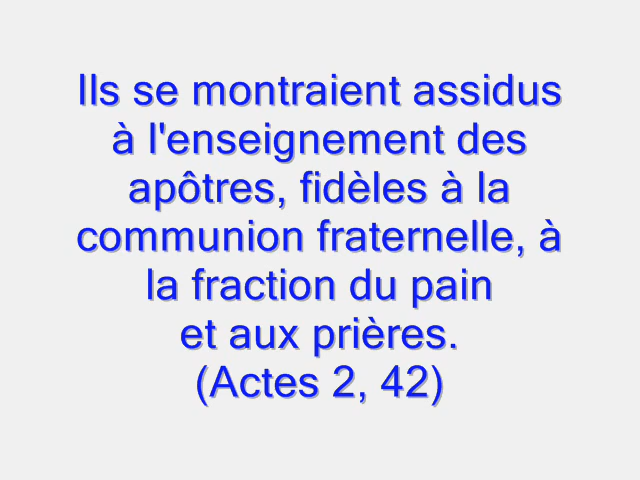 Ils se montraient assidus
à l'enseignement des
apôtres, fidèles à la
communion fraternelle, à
la fraction du pain
et aux prières.
(Actes 2, 42)